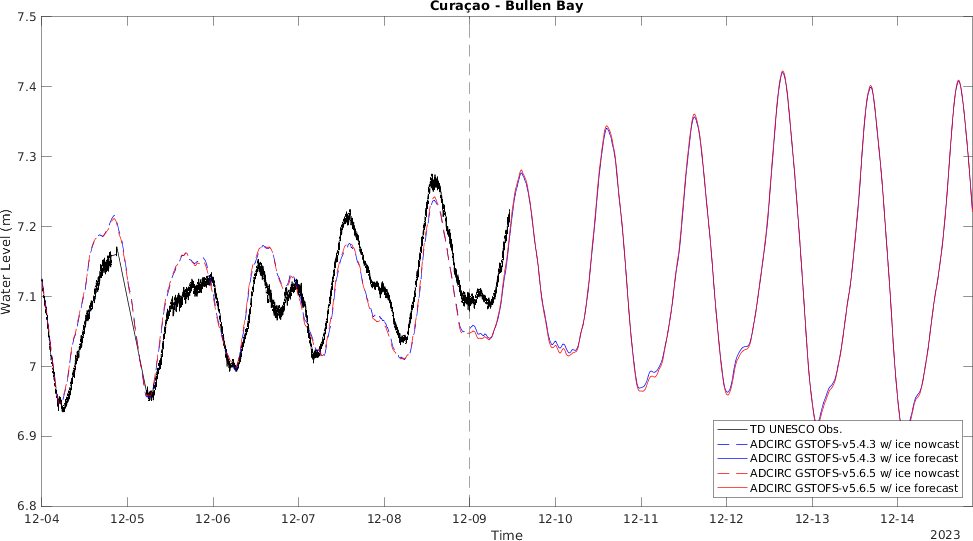 Curaçao - Bullen Bay
7.5
7.4
7.3
7.2
7.1
7
6.9
6.8
Water Level (m)
TD UNESCO Obs.
ADCIRC GSTOFS-v5.4.3 w/ ice nowcast
ADCIRC GSTOFS-v5.4.3 w/ ice forecast
ADCIRC GSTOFS-v5.6.5 w/ ice nowcast
ADCIRC GSTOFS-v5.6.5 w/ ice forecast
12-04 12-05 12-06 12-07 12-08 12-09 12-10 12-11 12-12 12-13 12-14
Time
2023